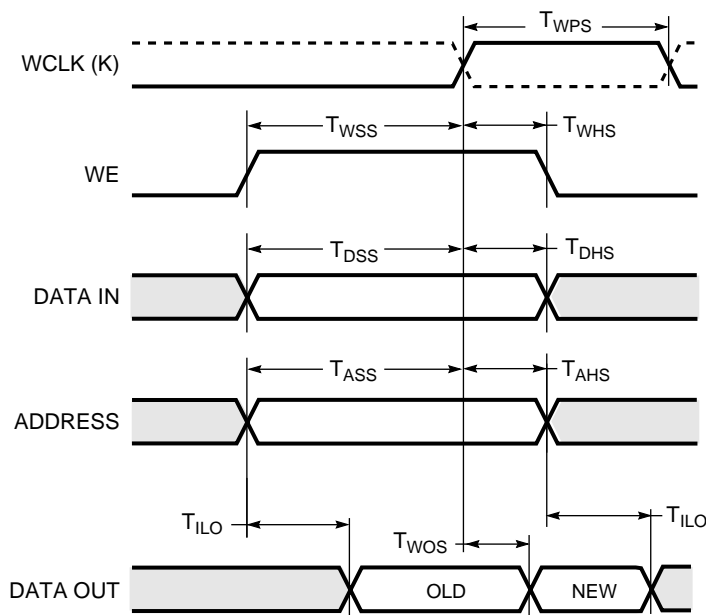 T_WPS
WCLK (K)
T_WSS T_WHS
WE
T_DSS T_DHS
DATA IN
T_ASS T_AHS
ADDRESS
T_ILO T_ILO
T_WOS
DATA OUT OLD NEW